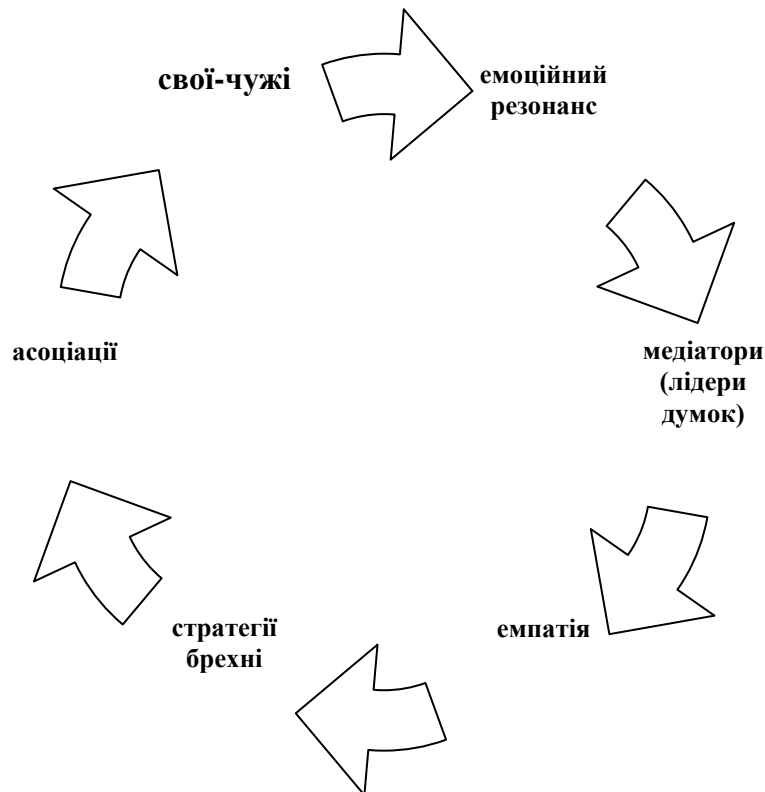 свої-чужі
емоційний
резонанс
медіатори
(лідери
думок)
емпатія
стратегії
брехні
асоціації